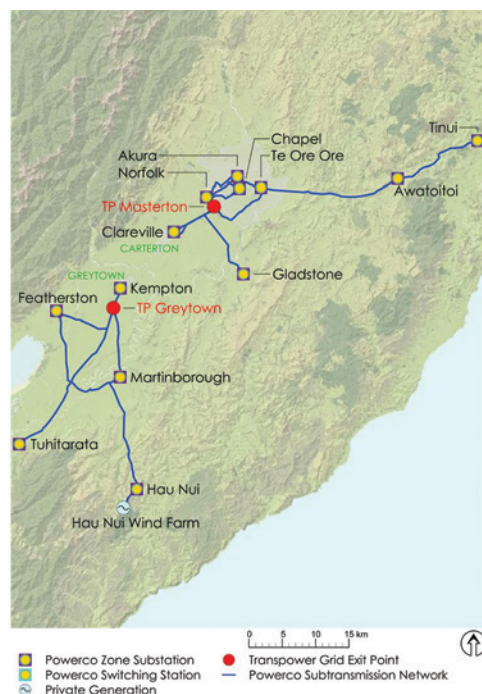 Tinui
Chapel
Te Ore Ore
Akura
Norfolk
Awatoitoi
TP Masterton
Clareville
CARTERTON
Gladstone
GREYTOWN
Kempton
Featherston
TP Greytown
Martinborough
Tuhitarata
Hau Nui
Hau Nui Wind Farm
0 5 10 15 km
Powerco Zone Substation
Transpower Grid Exit Point
Powerco Switching Station
Powerco Subtransmission Network
Private Generation